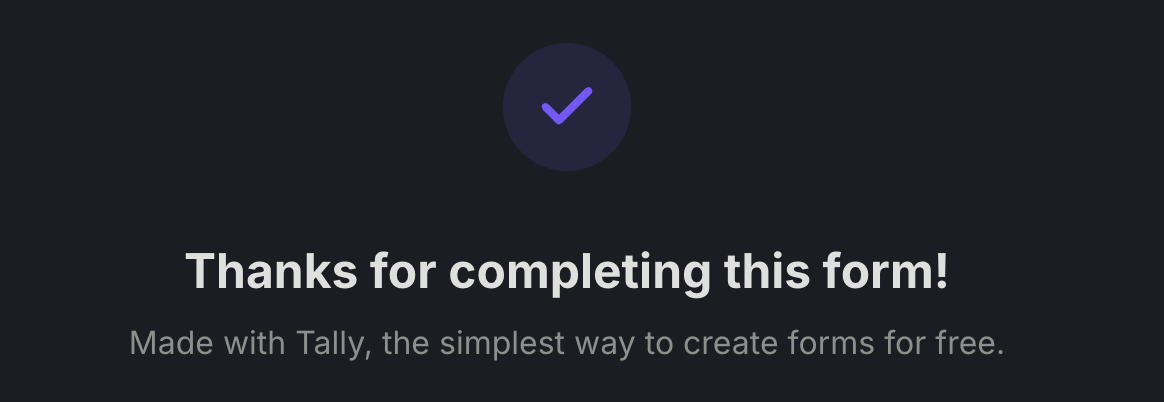 Thanks for completing this form!
Made with Tally, the simplest way to create forms for free.